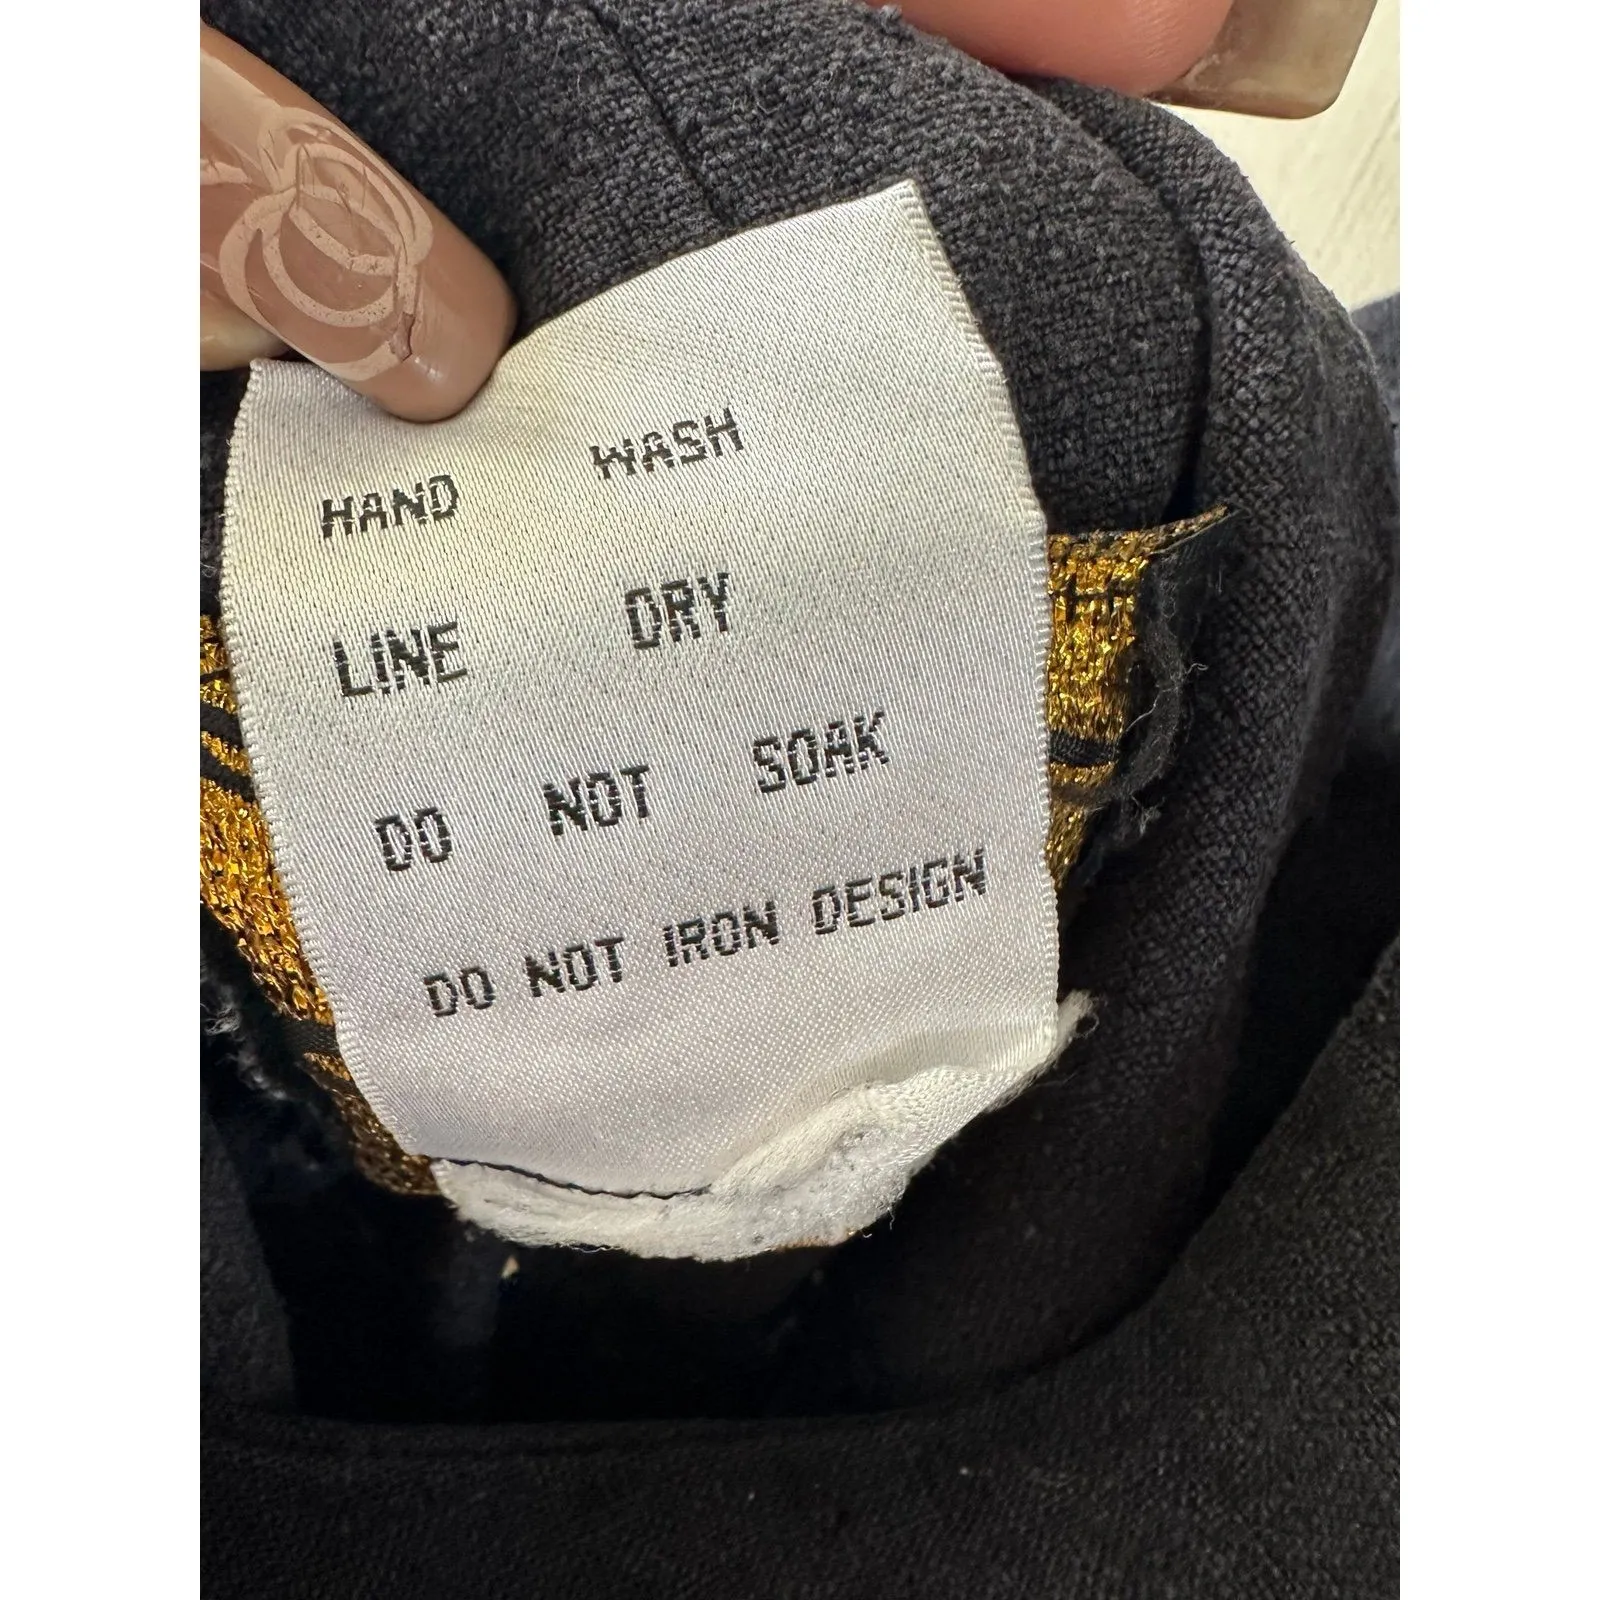 HAND WASH
LINE DRY
DO NOT SOAK
DO NOT IRON DESIGN